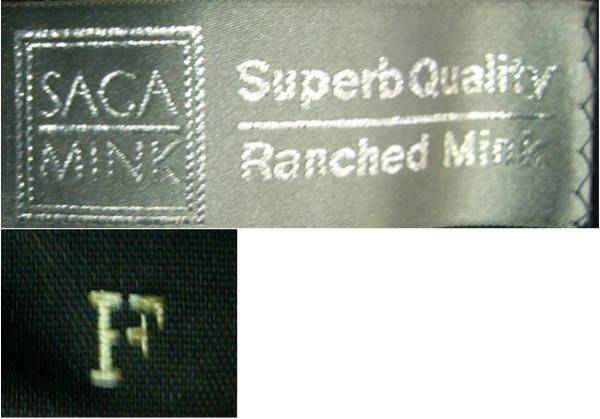 SAGA
MINK
Superb Quality
Ranched Mink
F